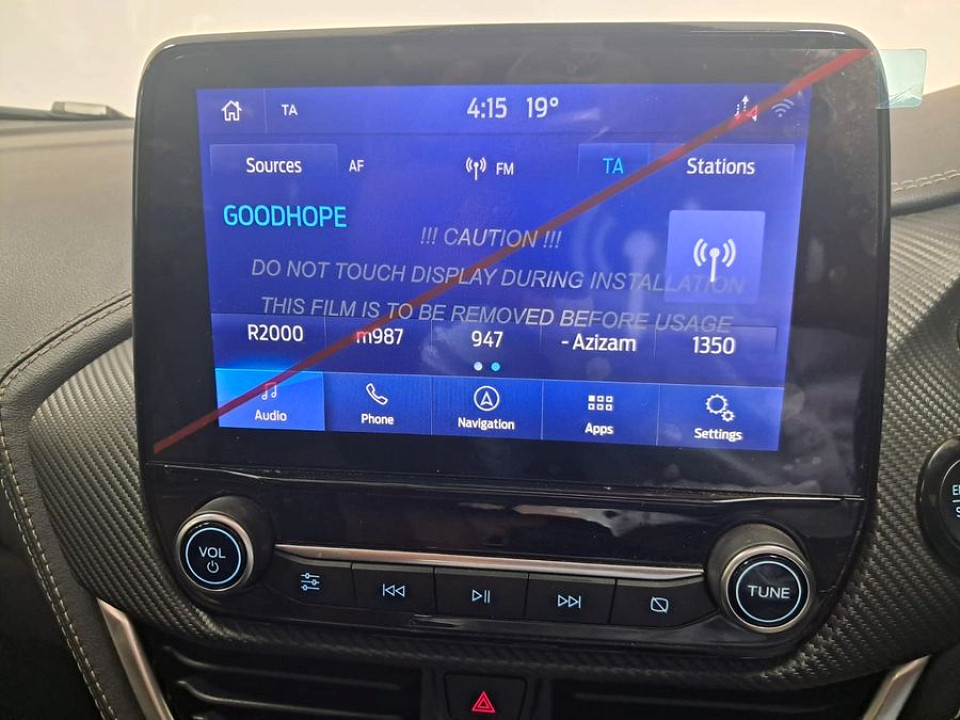 TA 4:15 19°
Sources AF FM TA Stations
GOODHOPE
!!! CAUTION !!!
DO NOT TOUCH DISPLAY DURING INSTALLATION
THIS FILM IS TO BE REMOVED BEFORE USAGE
R2000 m987 947 - Azizam 1350
Audio Phone Navigation Apps Settings
VOL TUNE